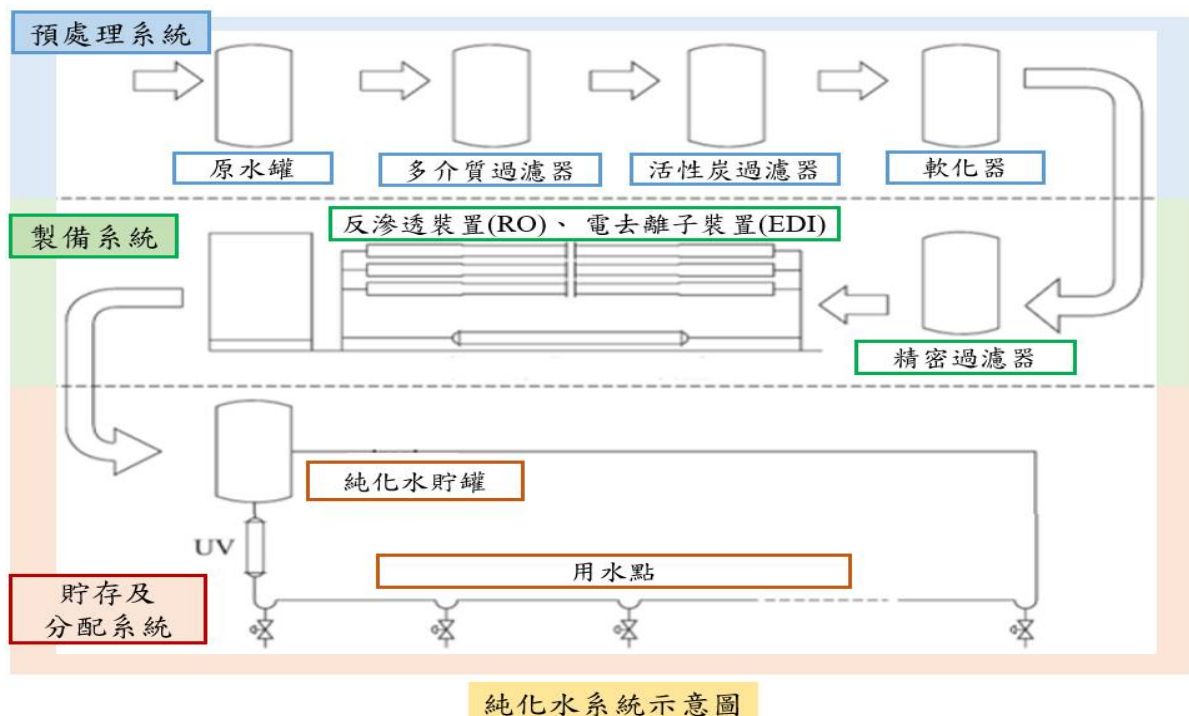 預處理系統
原水罐
多介質過濾器
活性炭過濾器
軟化器
製備系統
反滲透裝置(RO)、 電去離子裝置(EDI)
精密過濾器
純化水貯罐
UV
用水點
貯存及
分配系統
純化水系統示意圖